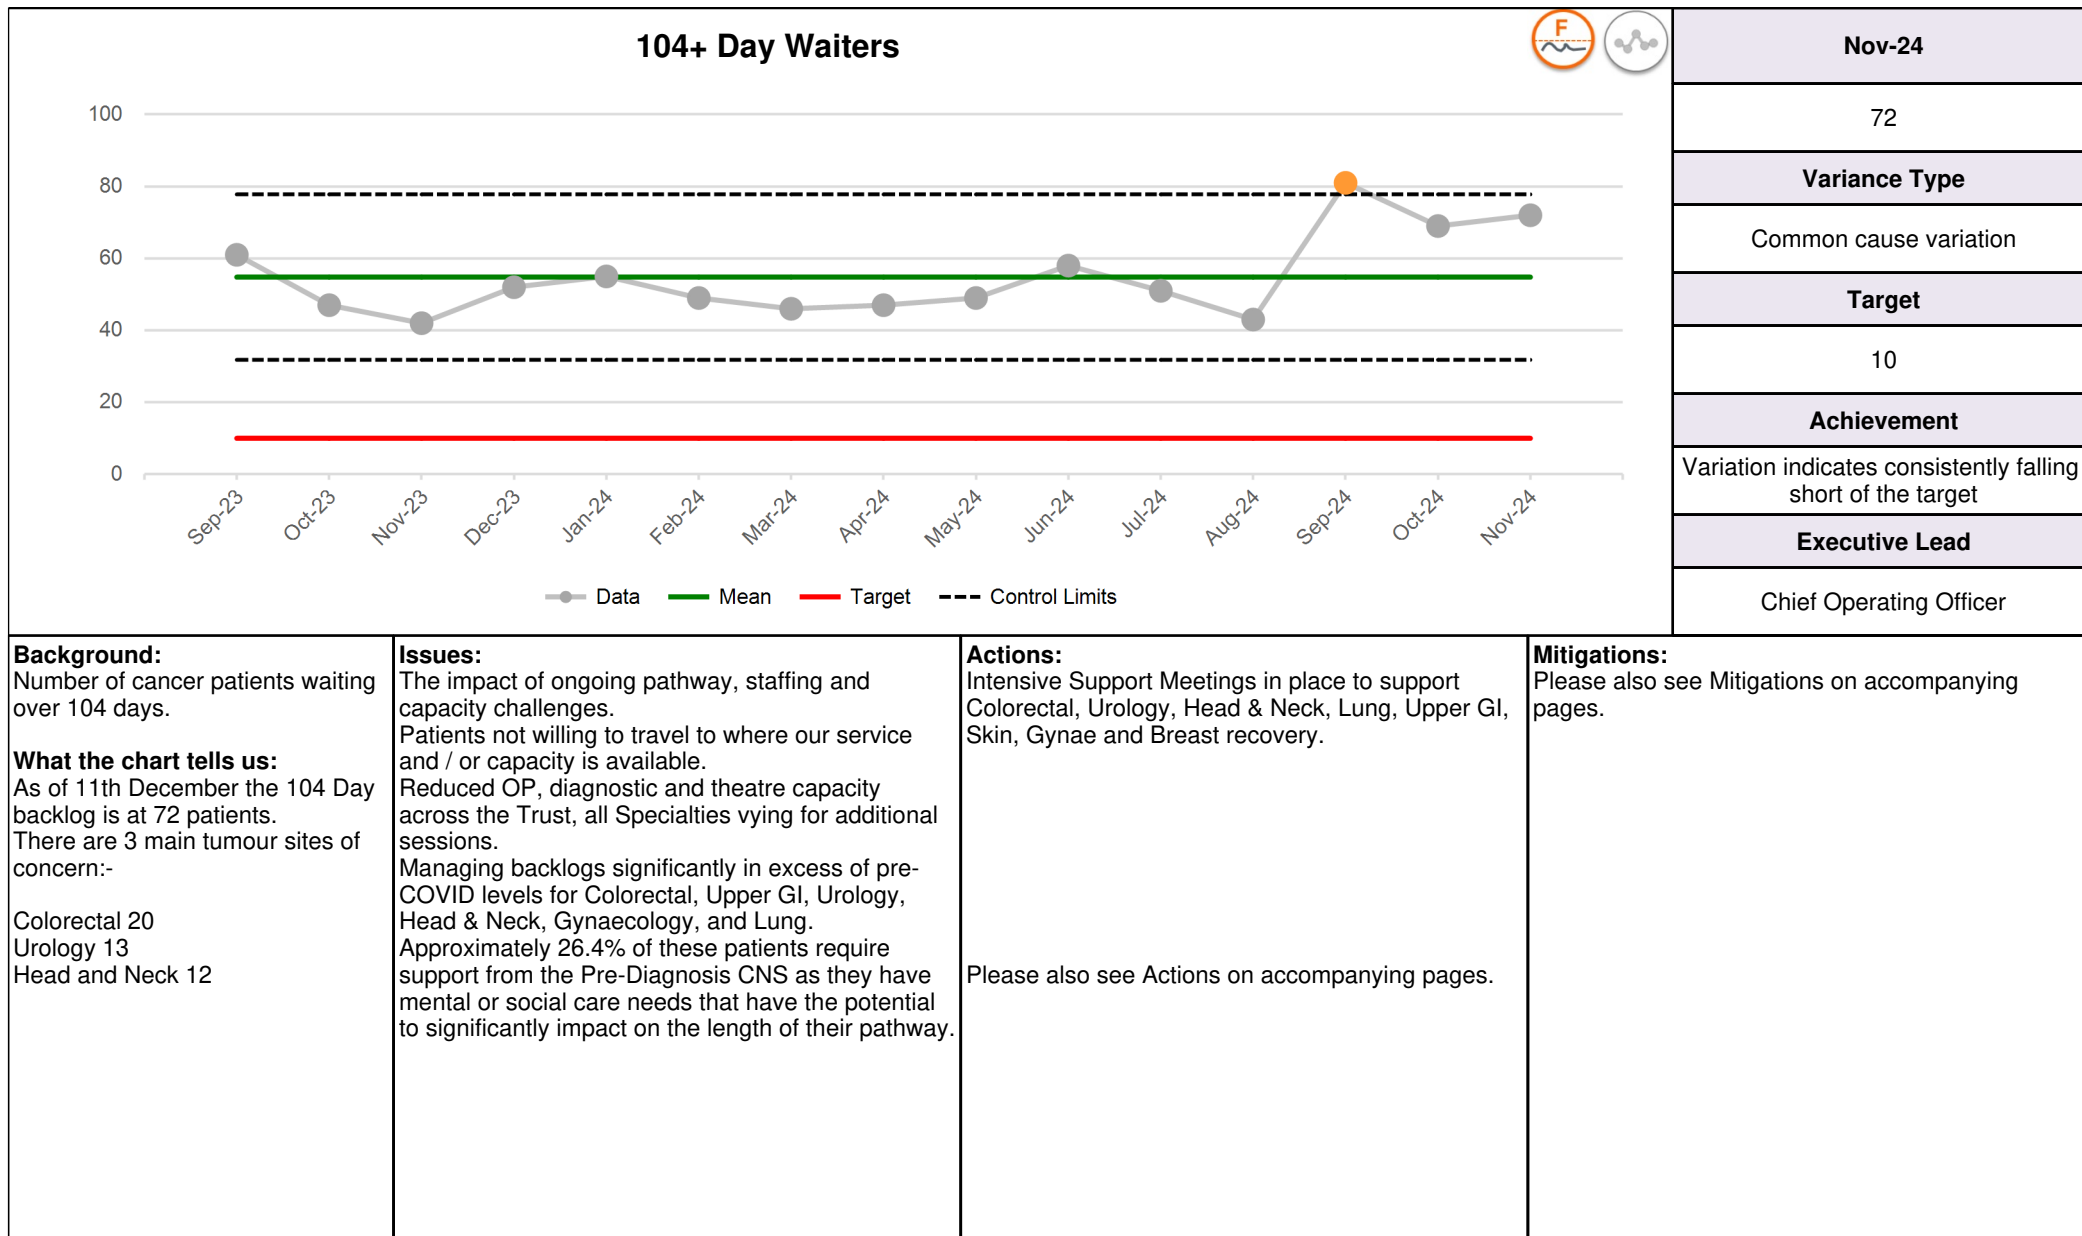 104+ Day Waiters
F
100
80
60
40
20
0
Sep-23
Oct-23
Nov-23
Dec-23
Jan-24
Feb-24
Mar-24
Apr-24
May-24
Jun-24
Jul-24
Aug-24
Sep-24
Oct-24
Nov-24
Data
Mean
Target
Control Limits
Nov-24
72
Variance Type
Common cause variation
Target
10
Achievement
Variation indicates consistently falling
short of the target
Executive Lead
Chief Operating Officer
Background:
Number of cancer patients waiting
over 104 days.
What the chart tells us:
As of 11th December the 104 Day
backlog is at 72 patients.
There are 3 main tumour sites of
concern:-
Colorectal 20
Urology 13
Head and Neck 12
Issues:
The impact of ongoing pathway, staffing and
capacity challenges.
Patients not willing to travel to where our service
and / or capacity is available.
Reduced OP, diagnostic and theatre capacity
across the Trust, all Specialties vying for additional
sessions.
Managing backlogs significantly in excess of pre-
COVID levels for Colorectal, Upper GI, Urology,
Head & Neck, Gynaecology, and Lung.
Approximately 26.4% of these patients require
support from the Pre-Diagnosis CNS as they have
mental or social care needs that have the potential
to significantly impact on the length of their pathway.
Actions:
Intensive Support Meetings in place to support
Colorectal, Urology, Head & Neck, Lung, Upper GI,
Skin, Gynae and Breast recovery.
Please also see Actions on accompanying pages.
Mitigations:
Please also see Mitigations on accompanying
pages.